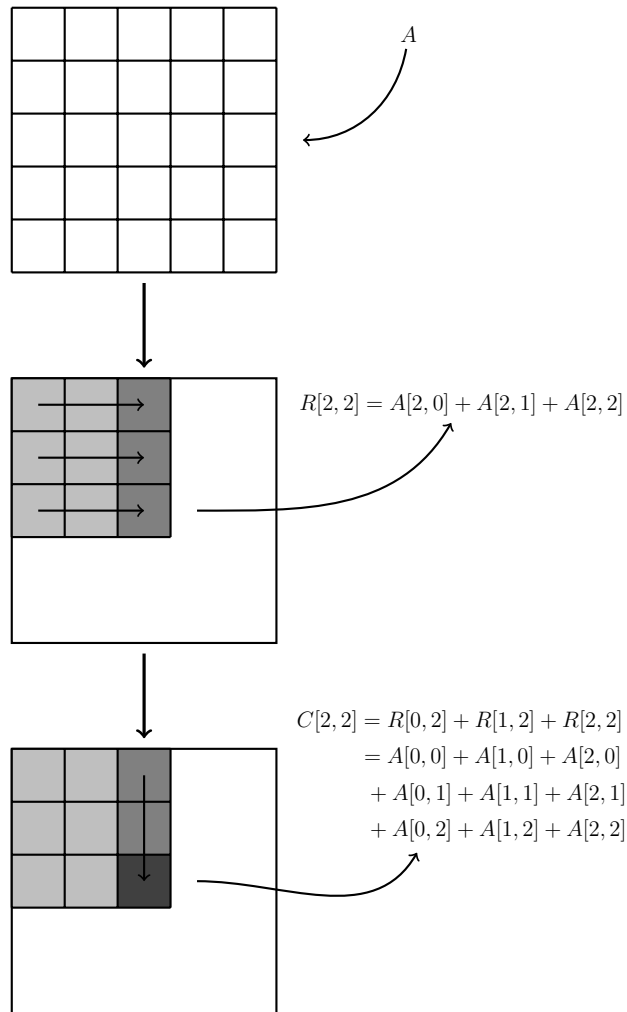 A
R[2, 2] = A[2, 0] + A[2, 1] + A[2, 2]
C[2, 2] = R[0, 2] + R[1, 2] + R[2, 2]
= A[0, 0] + A[1, 0] + A[2, 0]
+ A[0, 1] + A[1, 1] + A[2, 1]
+ A[0, 2] + A[1, 2] + A[2, 2]